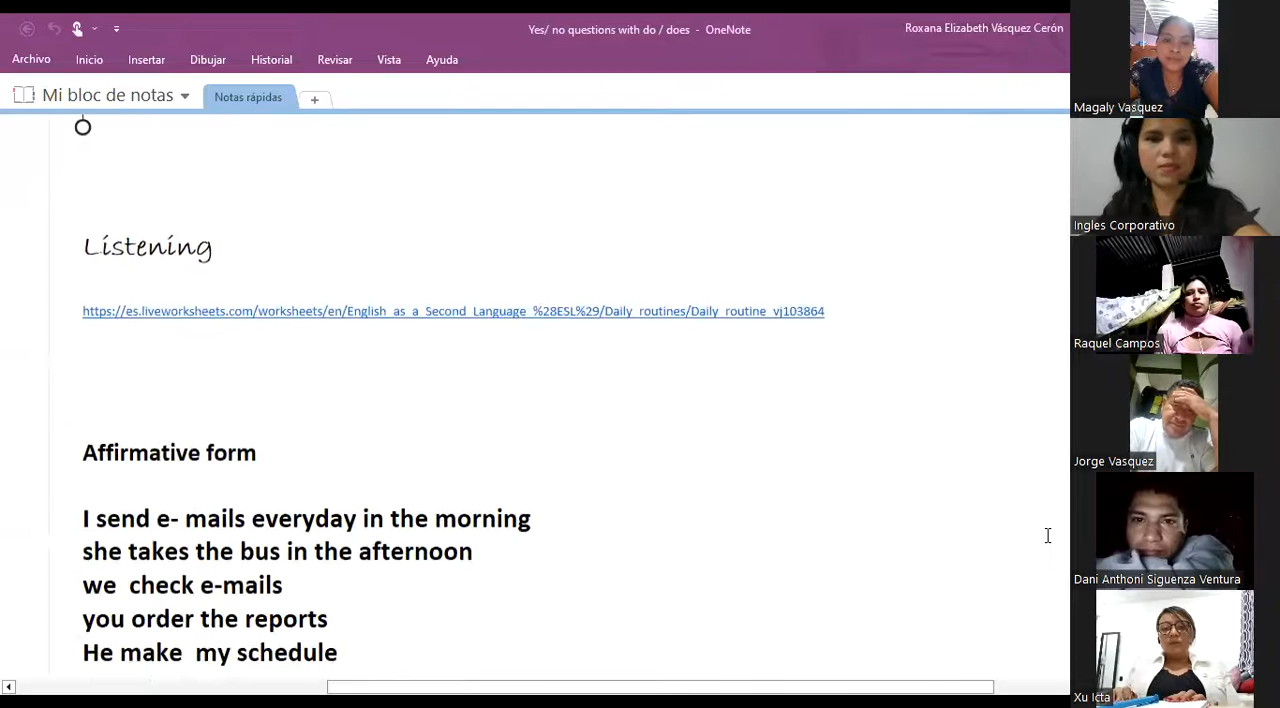 Yes/ no questions with do / does - OneNote
Roxana Elizabeth Vásquez Cerón
Archivo Inicio Insertar Dibujar Historial Revisar Vista Ayuda
Mi bloc de notas Notas rápidas +
Listening
https://es.liveworksheets.com/worksheets/en/English_as_a_Second_Language_%28ESL%29/Daily_routines/Daily_routine_vj103864
Affirmative form
I send e- mails everyday in the morning
she takes the bus in the afternoon
we check e-mails
you order the reports
He make my schedule
Magaly Vasquez
Ingles Corporativo
Raquel Campos
Jorge Vasquez
Dani Anthoni Siguenza Ventura
Xu Icta